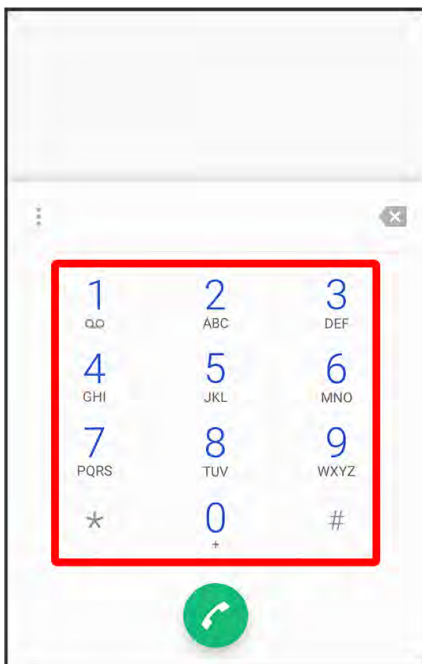 1 2 3
ABC DEF
4 5 6
GHI JKL MNO
7 8 9
PQRS TUV WXYZ
* 0 #
+